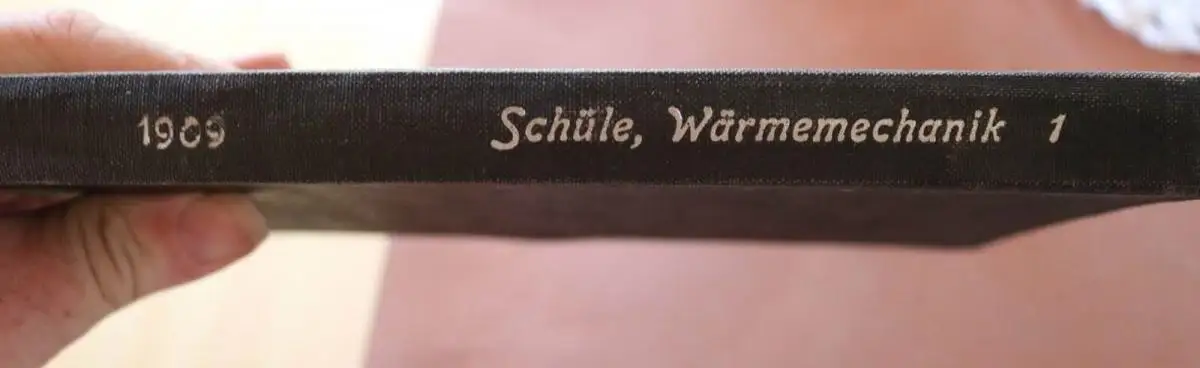 1909 Schüle, Wärmemechanik 1